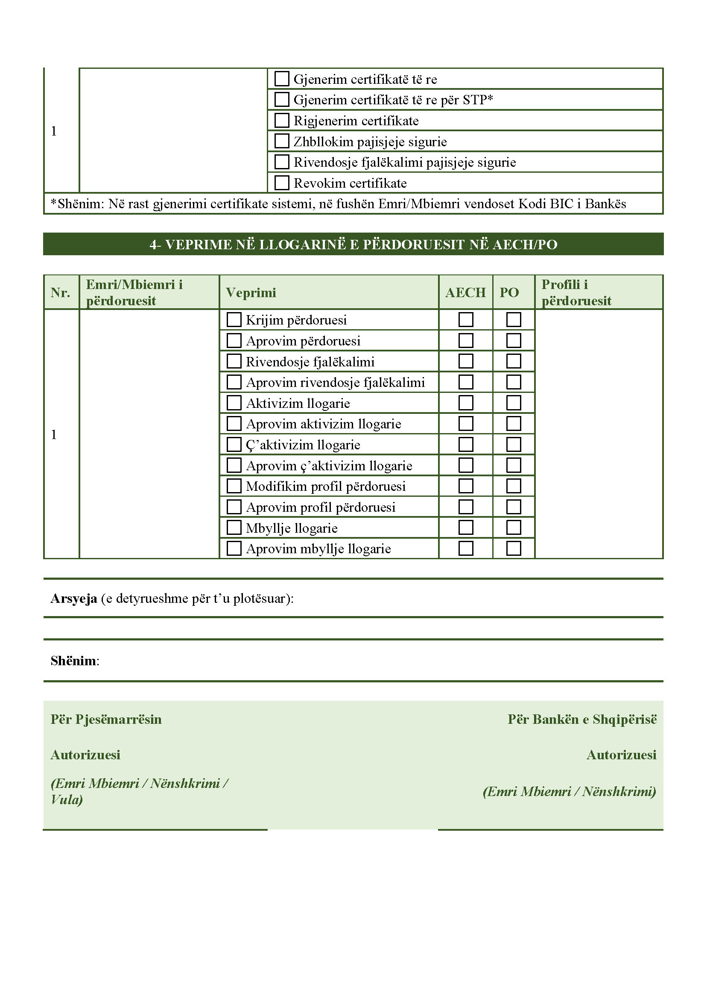 Gjenerim certifikatë të re
Gjenerim certifikatë të re për STP*
Rigjenerim certifikate
1
Zhbllokim pajisjeje sigurie
Rivendosje fjalëkalimi pajisjeje sigurie
Revokim certifikate
*Shënim: Në rast gjenerimi certifikate sistemi, në fushën Emri/Mbiemri vendoset Kodi BIC i Bankës
4- VEPRIME NË LLOGARINË E PËRDORUESIT NË AECH/PO
Nr.
Emri/Mbiemri i
përdoruesit
Veprimi
AECH
PO
Profili i
përdoruesit
Krijim përdoruesi
Aprovim përdoruesi
Rivendosje fjalëkalimi
Aprovim rivendosje fjalëkalimi
Aktivizim llogarie
Aprovim aktivizim llogarie
1
Ç’aktivizim llogarie
Aprovim ç’aktivizim llogarie
Modifikim profil përdoruesi
Aprovim profil përdoruesi
Mbyllje llogarie
Aprovim mbyllje llogarie
Arsyeja (e detyrueshme për t’u plotësuar):
Shënim:
Për Pjesëmarrësin
Për Bankën e Shqipërisë
Autorizuesi
Autorizuesi
(Emri Mbiemri / Nënshkrimi /
Vula)
(Emri Mbiemri / Nënshkrimi)